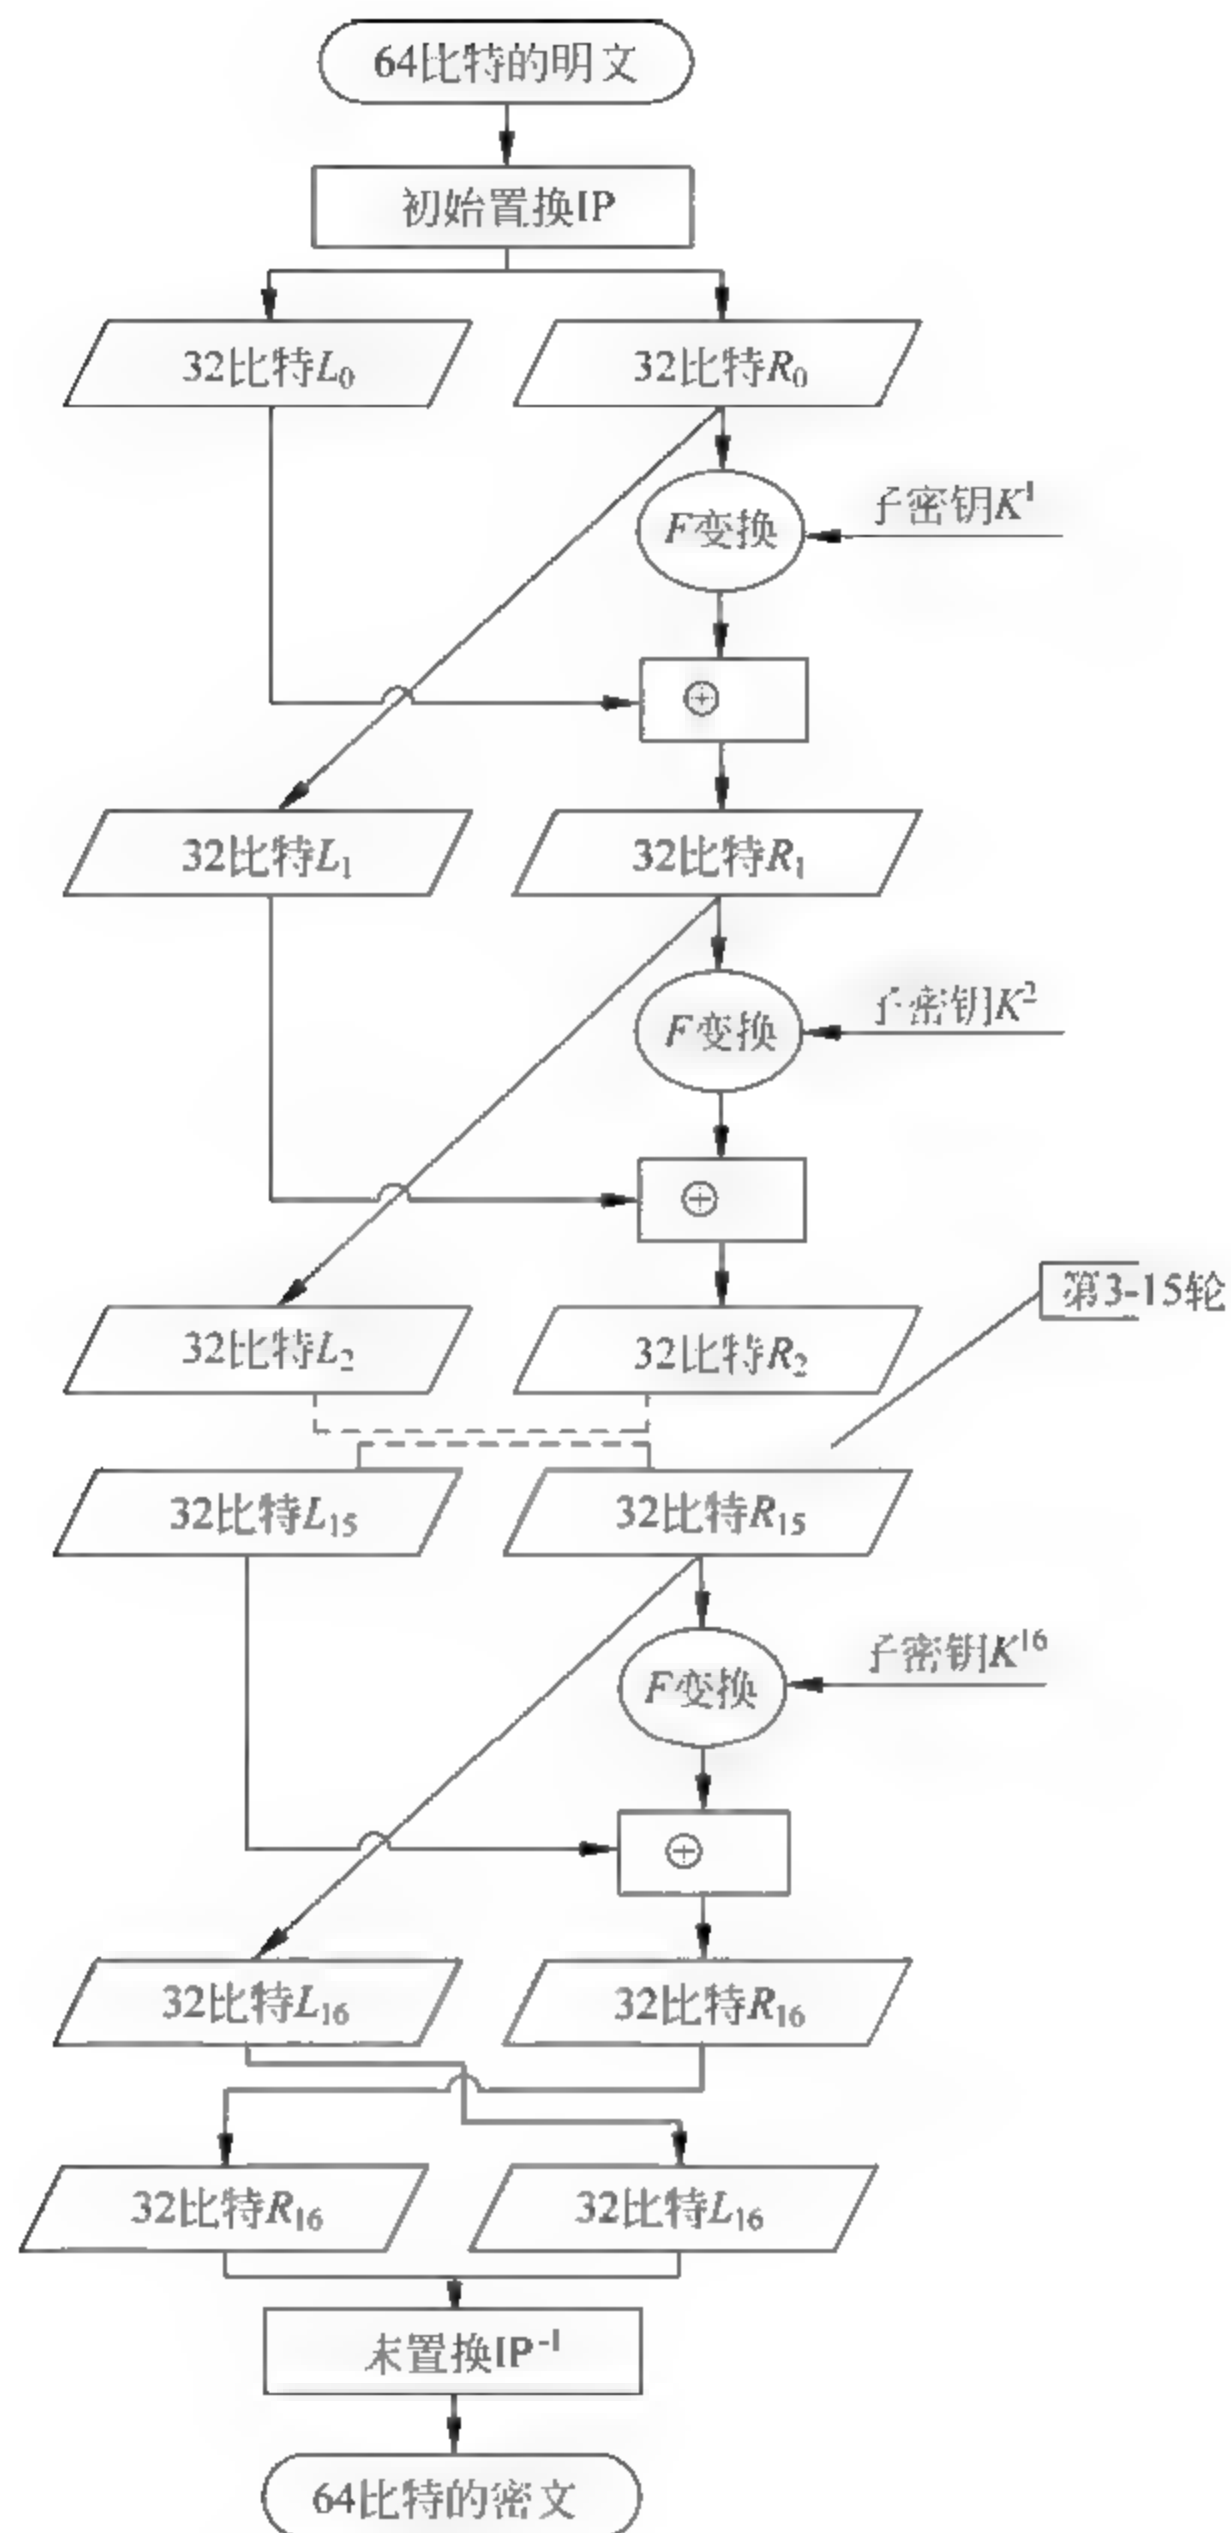 64比特的明文
初始置换IP
32比特L₀
32比特R₀
F变换
子密钥K¹
⊕
32比特L₁
32比特R₁
F变换
子密钥K²
⊕
32比特L₂
32比特R₂
第3-15轮
32比特L₁₅
32比特R₁₅
F变换
子密钥K¹⁶
⊕
32比特L₁₆
32比特R₁₆
32比特R₁₆
32比特L₁₆
末置换IP⁻¹
64比特的密文